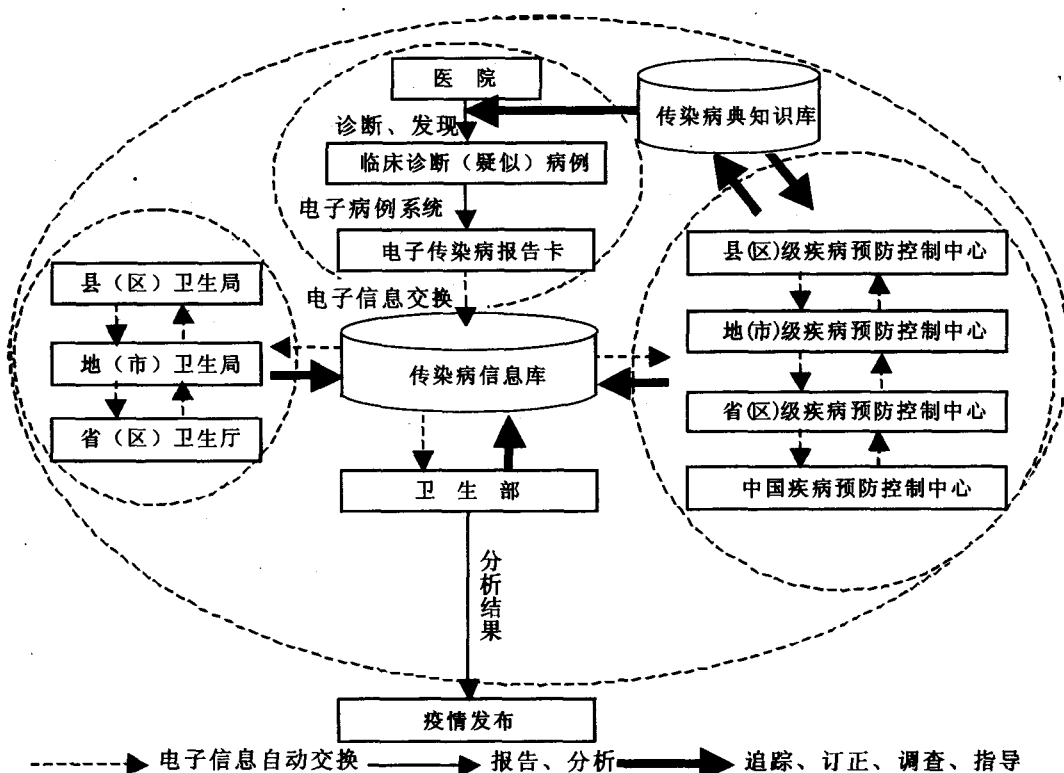 医 院
传染病典知识库
诊断、发现
临床诊断（疑似）病例
电子病例系统
电子传染病报告卡
电子信息交换
县（区）卫生局
地（市）卫生局
省（区）卫生厅
传染病信息库
县(区)级疾病预防控制中心
地(市)级疾病预防控制中心
省(区)级疾病预防控制中心
中国疾病预防控制中心
卫 生 部
分析结果
疫情发布
电子信息自动交换
报告、分析
追踪、订正、调查、指导